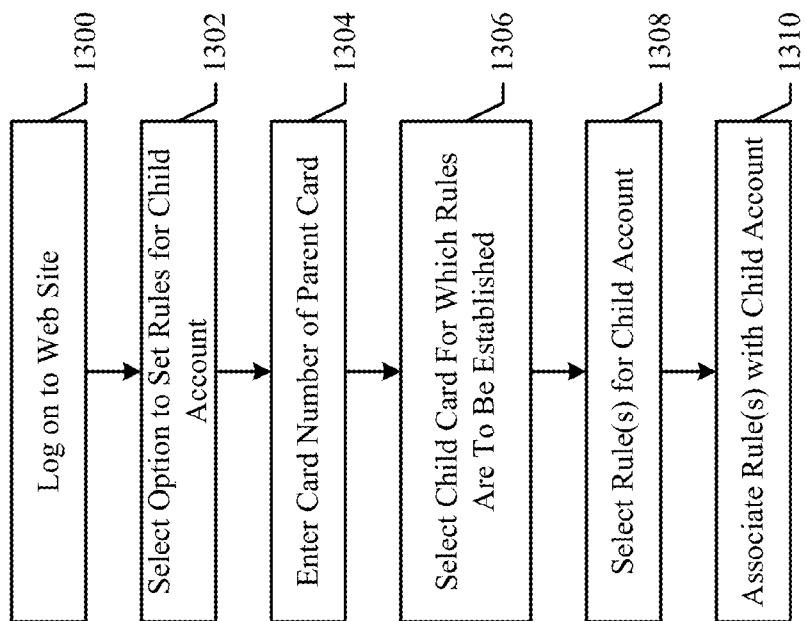 Log on to Web Site
1300
Select Option to Set Rules for Child
Account
1302
Enter Card Number of Parent Card
1304
Select Child Card For Which Rules
Are To Be Established
1306
Select Rule(s) for Child Account
1308
Associate Rule(s) with Child Account
1310